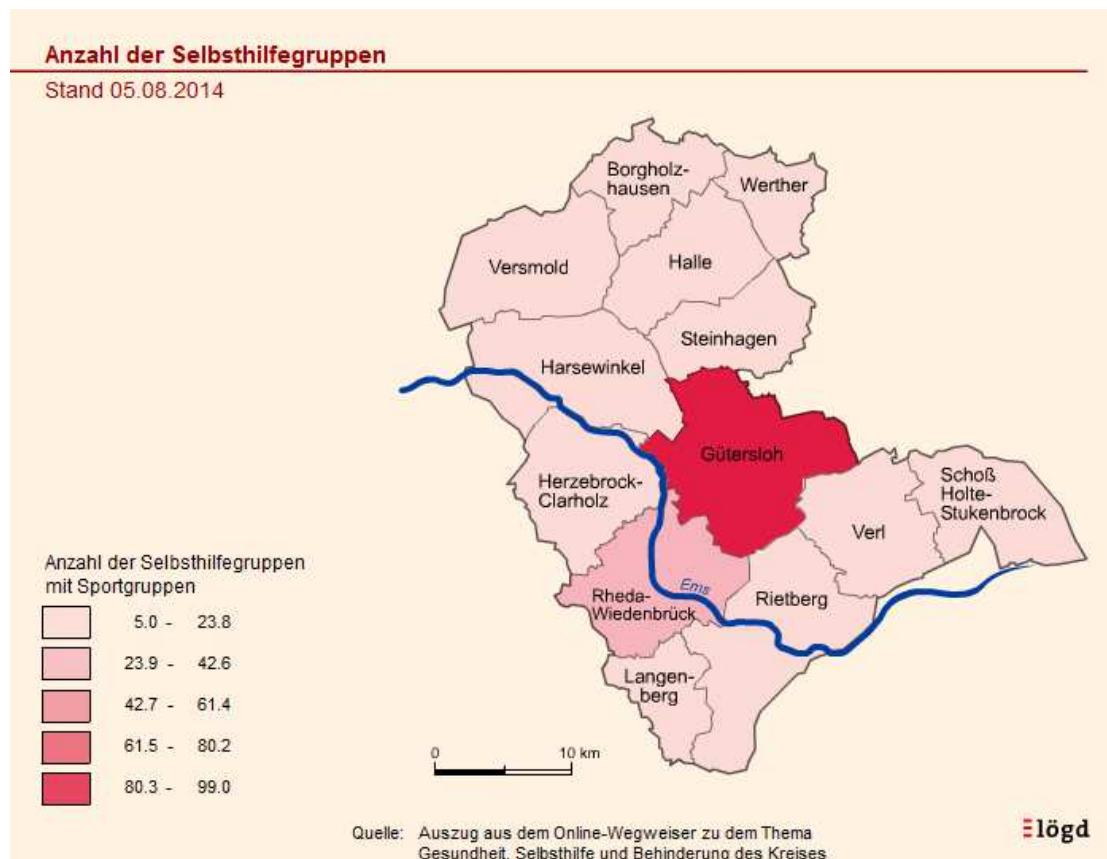 Anzahl der Selbsthilfegruppen
Stand 05.08.2014
Borgholz-
hausen
Werther
Versmold
Halle
Steinhagen
Harsewinkel
Gütersloh
Herzebrock-
Clarholz
Schoß
Holte-
Stukenbrock
Verl
Ems
Rheda-
Wiedenbrück
Rietberg
Langen-
berg
Anzahl der Selbsthilfegruppen
mit Sportgruppen
5.0 - 23.8
23.9 - 42.6
42.7 - 61.4
61.5 - 80.2
80.3 - 99.0
0 10 km
Quelle: Auszug aus dem Online-Wegweiser zu dem Thema
Gesundheit, Selbsthilfe und Behinderung des Kreises
lögd